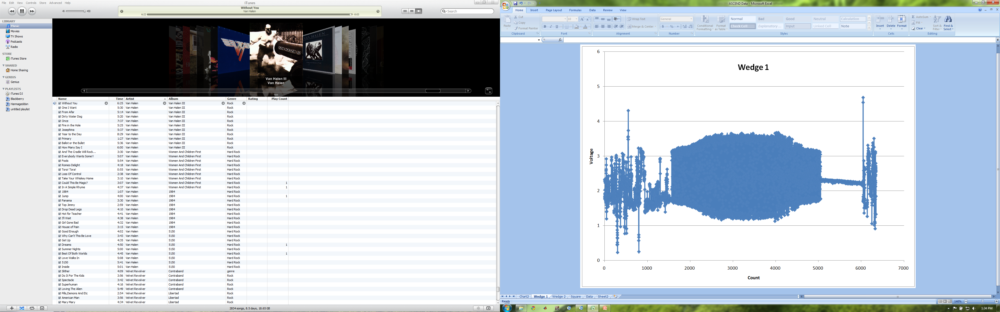 File Edit View Controls Store Advanced Help
iTunes
Without You
Van Halen
6:22 -0:03
Search
LIBRARY
Music
Movies
TV Shows
Podcasts
Radio
STORE
iTunes Store
SHARED
Home Sharing
GENIUS
Genius
PLAYLISTS
iTunes DJ
Blackberry
Harmageddon
untitled playlist
VAN HALEN III
VAN HALEN
Van Halen III
Van Halen
Name Time Artist Album Genre Rating Play Count
Without You 6:25 Van Halen Van Halen III Rock
One I Want 5:30 Van Halen Van Halen III Rock
From Afar 5:14 Van Halen Van Halen III Rock
Dirty Water Dog 5:20 Van Halen Van Halen III Rock
Once 7:37 Van Halen Van Halen III Rock
Fire in the Hole 5:25 Van Halen Van Halen III Rock
Josephina 5:37 Van Halen Van Halen III Rock
Year to the Day 8:29 Van Halen Van Halen III Rock
Primary 1:27 Van Halen Van Halen III Rock
Ballot or the Bullet 5:36 Van Halen Van Halen III Rock
How Many Say I 6:00 Van Halen Van Halen III Rock
And The Cradle Will Rock... 3:30 Van Halen Women And Children First Hard Rock
Everybody Wants Some!! 5:07 Van Halen Women And Children First Hard Rock
Fools 5:54 Van Halen Women And Children First Hard Rock
Romeo Delight 4:18 Van Halen Women And Children First Hard Rock
Tora! Tora! 0:55 Van Halen Women And Children First Hard Rock
Loss Of Control 2:38 Van Halen Women And Children First Hard Rock
Take Your Whiskey Home 3:10 Van Halen Women And Children First Hard Rock
Could This Be Magic? 3:07 Van Halen Women And Children First Hard Rock 1
In A Simple Rhyme 4:37 Van Halen Women And Children First Hard Rock 1
1984 1:07 Van Halen 1984 Hard Rock
Jump 4:00 Van Halen 1984 Hard Rock 1
Panama 3:30 Van Halen 1984 Hard Rock
Top Jimmy 2:59 Van Halen 1984 Hard Rock
Drop Dead Legs 4:10 Van Halen 1984 Hard Rock
Hot for Teacher 4:41 Van Halen 1984 Hard Rock
I'll Wait 4:38 Van Halen 1984 Hard Rock
Girl Gone Bad 4:32 Van Halen 1984 Hard Rock
House of Pain 3:15 Van Halen 1984 Hard Rock
Good Enough 4:02 Van Halen 5150 Hard Rock
Why Can't This Be Love 3:43 Van Halen 5150 Hard Rock
Get Up 4:35 Van Halen 5150 Hard Rock
Dreams 4:50 Van Halen 5150 Hard Rock 1
Summer Nights 5:00 Van Halen 5150 Hard Rock
Best Of Both Worlds 4:45 Van Halen 5150 Hard Rock 1
Love Walks In 5:08 Van Halen 5150 Hard Rock
5150 5:41 Van Halen 5150 Hard Rock
Inside 5:01 Van Halen 5150 Hard Rock
Slither 4:09 Velvet Revolver Contraband genre
Do It For The Kids 3:56 Velvet Revolver Contraband Rock
Spectacle 3:42 Velvet Revolver Contraband Rock
Superhuman 4:16 Velvet Revolver Contraband Rock
Loving The Alien 5:49 Velvet Revolver Contraband Rock
Pills,Demons And Etc 2:54 Velvet Revolver Libertad Rock
American Man 3:56 Velvet Revolver Libertad Rock
Mary Mary 4:34 Velvet Revolver Libertad Rock
2834 songs, 8.5 days, 18.65 GB
ASCEND Data - Microsoft Excel
Home Insert Page Layout Formulas Data Review View
Paste
Cut
Copy
Format Painter
Clipboard
10
B I U
Font
Wrap Text
Merge & Center
Alignment
General
$ % ,
Number
Conditional Formatting
Format as Table
Normal Bad Good Neutral Calculation
Check Cell Explanatory ... Input Linked Cell Note
Styles
Insert Delete Format
Cells
AutoSum
Fill
Clear
Sort & Filter
Find & Select
Editing
fx
Wedge 1
Voltage
6
5
4
3
2
1
0
0 1000 2000 3000 4000 5000 6000 7000
Count
Chart2 Wedge 1 Wedge 2 Square Data Sheet2
Ready
140%
1:34 PM